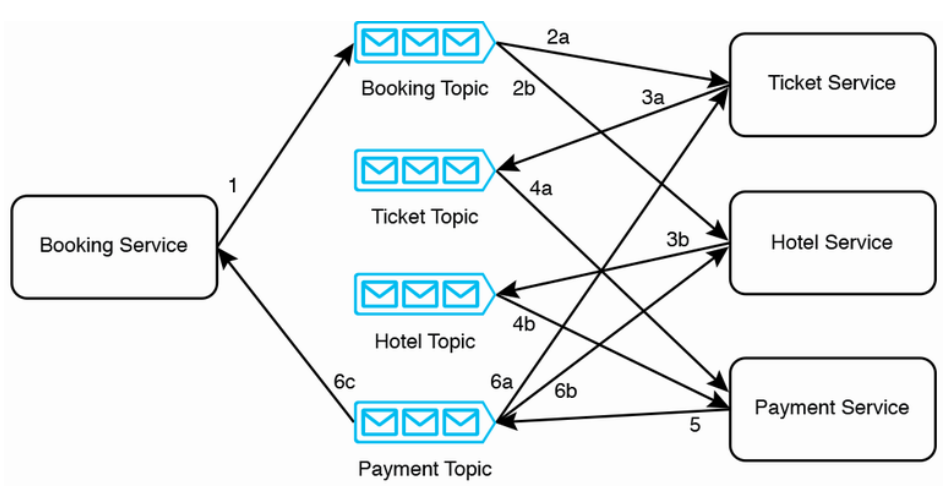 2a
Ticket Service
Booking Topic
2b
3a
1
4a
Ticket Topic
Booking Service
3b
Hotel Service
4b
Hotel Topic
6c
6a
6b
Payment Service
5
Payment Topic